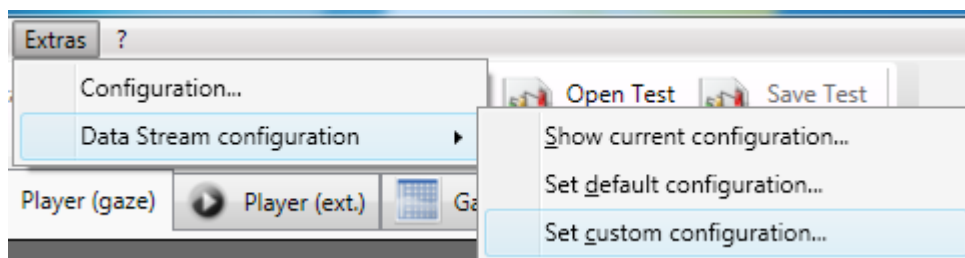 Extras ?
Configuration...
Open Test Save Test
Data Stream configuration
Show current configuration...
Set default configuration...
Set custom configuration...
Player (gaze) Player (ext.) Ga